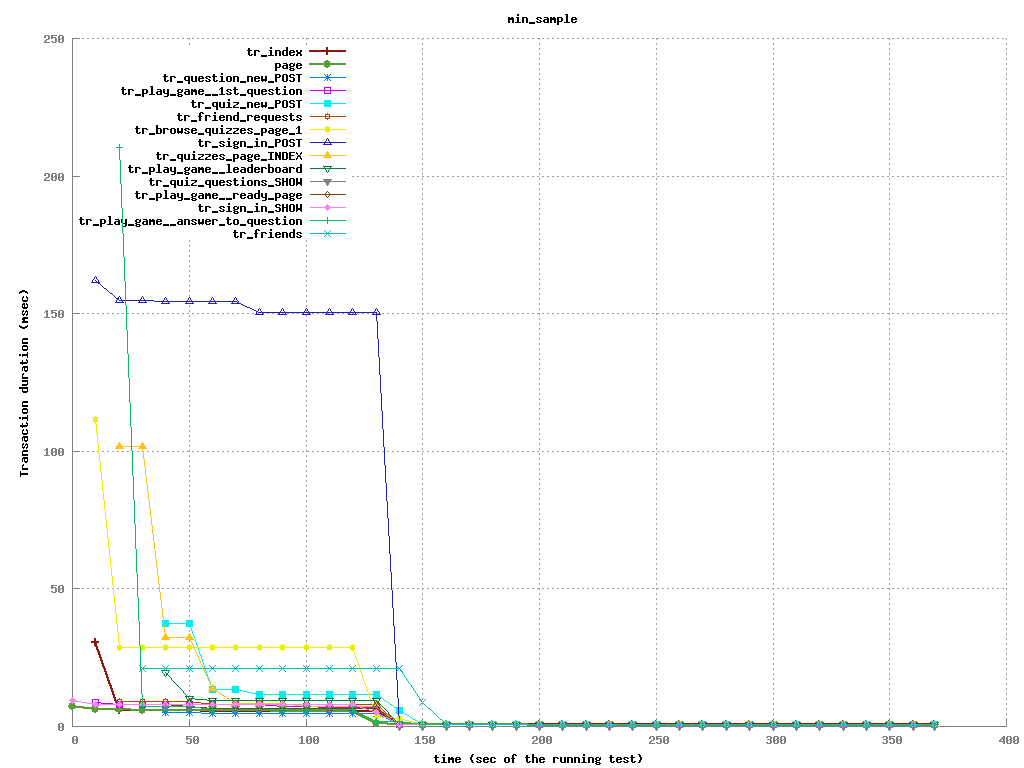 min_sample
250
200
150
100
50
0
Transaction duration (msec)
tr_index
page
tr_question_new_POST
tr_play_game__1st_question
tr_quiz_new_POST
tr_friend_requests
tr_browse_quizzes_page_1
tr_sign_in_POST
tr_quizzes_page_INDEX
tr_play_game__leaderboard
tr_quiz_questions_SHOW
tr_play_game__ready_page
tr_sign_in_SHOW
tr_play_game__answer_to_question
tr_friends
0 50 100 150 200 250 300 350 400
time (sec of the running test)